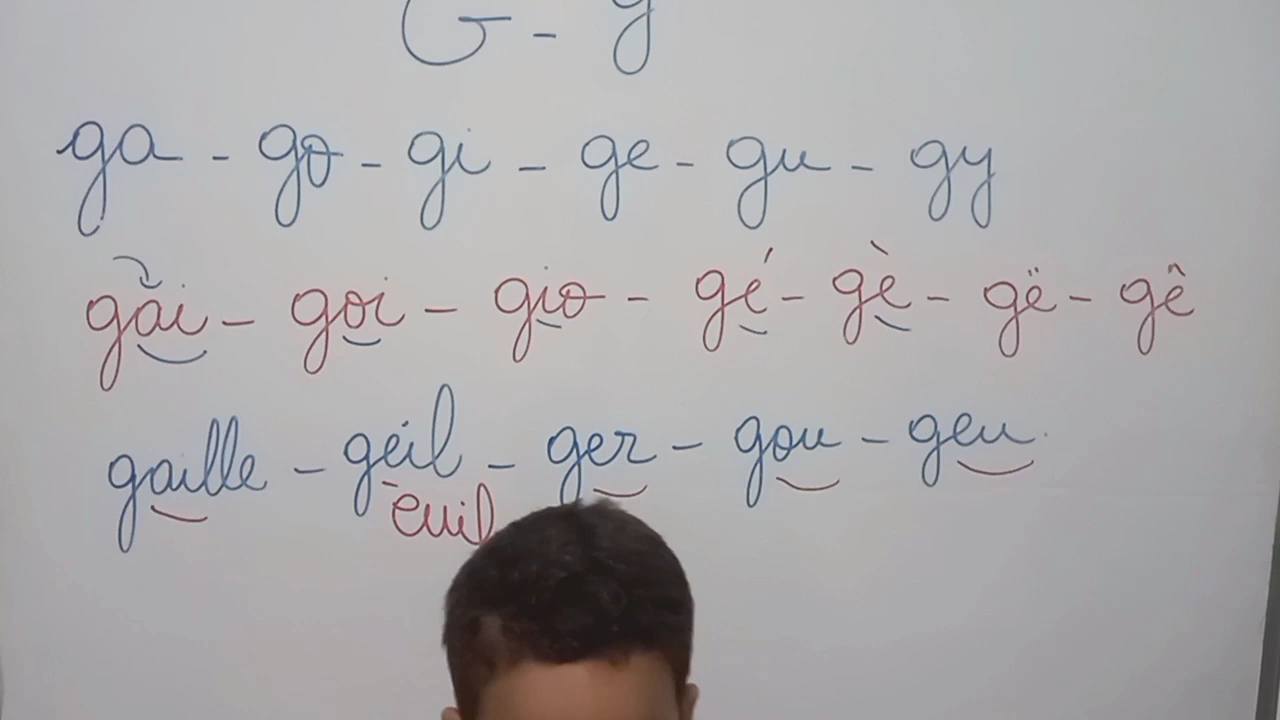 G - g
ga - go - gi - ge - gu - gy
gai - goi - gio - gé - gè - gë - gê
gaille - geil - ger - gou - geu
euil